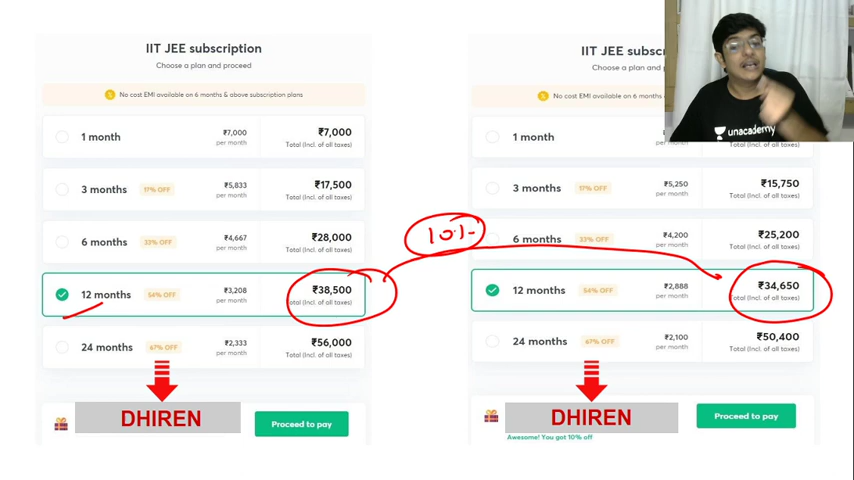 IIT JEE subscription
Choose a plan and proceed
No cost EMI available on 6 months & above subscription plans
1 month
₹7,000
per month
₹7,000
Total (Incl. of all taxes)
3 months
17% OFF
₹5,833
per month
₹17,500
Total (Incl. of all taxes)
6 months
33% OFF
₹4,667
per month
₹28,000
Total (Incl. of all taxes)
12 months
54% OFF
₹3,208
per month
₹38,500
Total (Incl. of all taxes)
24 months
67% OFF
₹2,333
per month
₹56,000
Total (Incl. of all taxes)
DHIREN
Proceed to pay
10%
IIT JEE subsc
Choose a plan and p
No cost EMI available on 6 months &
unacademy
1 month
Total (Incl. of all taxes)
3 months
17% OFF
₹5,250
per month
₹15,750
Total (Incl. of all taxes)
6 months
33% OFF
₹4,200
per month
₹25,200
Total (Incl. of all taxes)
12 months
54% OFF
₹2,888
per month
₹34,650
Total (Incl. of all taxes)
24 months
67% OFF
₹2,100
per month
₹50,400
Total (Incl. of all taxes)
DHIREN
Awesome! You got 10% off
Proceed to pay